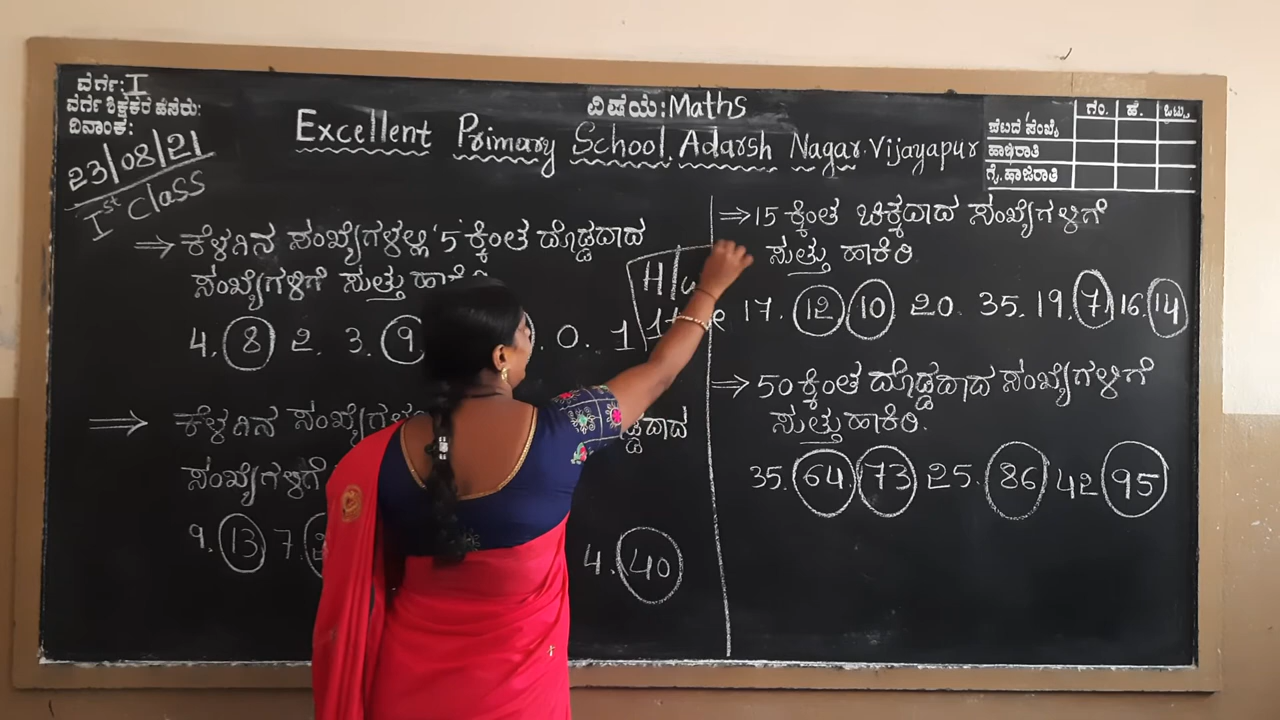 ವರ್ಗ: I
ವರ್ಗ ಶಿಕ್ಷಕರ ಹೆಸರು:
ದಿನಾಂಕ:
23/08/21
Ist Class
ವಿಷಯ: Maths
Excellent Primary School. Adarsh Nagar. Vijayapur
ಗಂ. ಹೆ. ಒಟ್ಟು
ಪಟದ ಸಂಖ್ಯೆ
ಹಾಜರಾತಿ
ಗೈ.ಹಾಜರಾತಿ
⇒ ಕೆಳಗಿನ ಸಂಖ್ಯೆಗಳಲ್ಲಿ '5' ಕ್ಕಿಂತ ದೊಡ್ಡದಾದ
ಸಂಖ್ಯೆಗಳಿಗೆ ಸುತ್ತು
4. 8 2. 3. 9 0. 1
H/
⇒ ಕೆಳಗಿನ
ಸಂಖ್ಯೆಗಳಿಗೆ
9. 13 7. 4. 40
⇒ 15 ಕ್ಕಿಂತ ಚಿಕ್ಕದಾದ ಸಂಖ್ಯೆಗಳಿಗೆ
ಸುತ್ತು ಹಾಕಿರಿ
17. 12 10 20. 35. 19. 7 16. 14
⇒ 50 ಕ್ಕಿಂತ ದೊಡ್ಡದಾದ ಸಂಖ್ಯೆಗಳಿಗೆ
ಸುತ್ತು ಹಾಕಿರಿ.
35. 64 73 25. 86 42 95